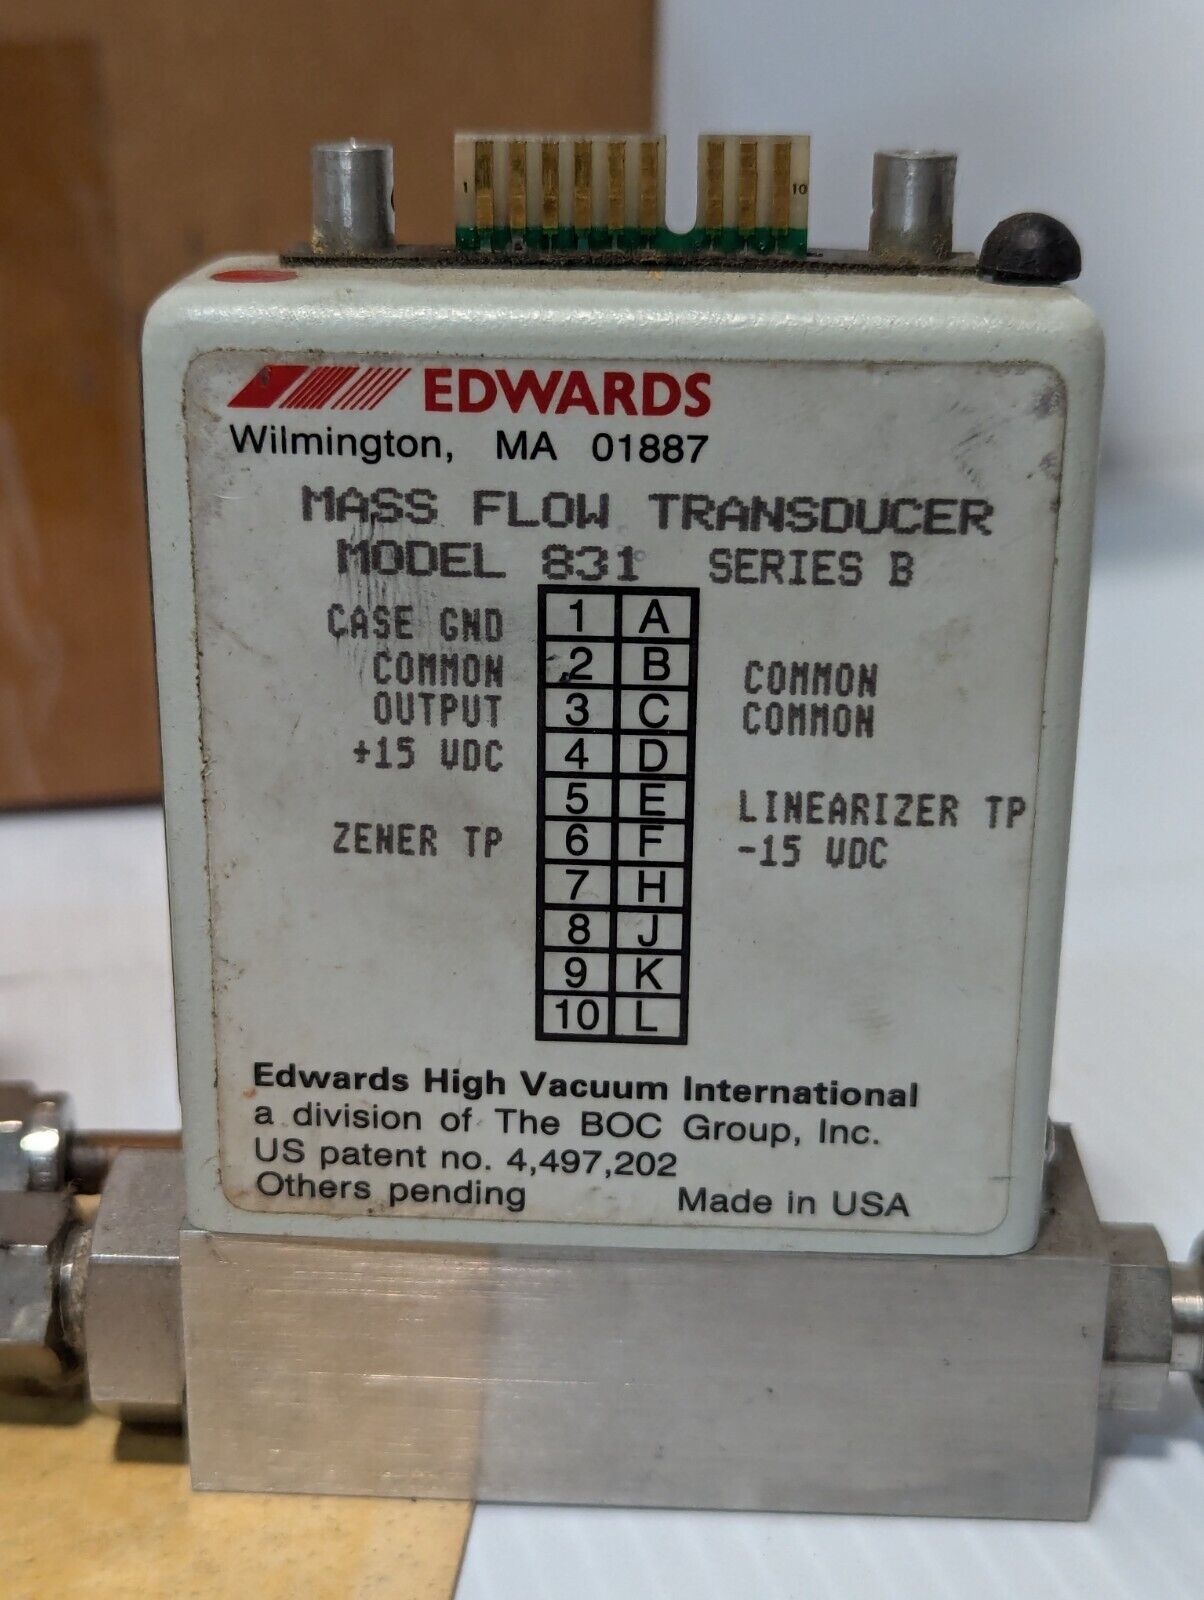 1 10
EDWARDS
Wilmington, MA 01887
MASS FLOW TRANSDUCER
MODEL 831 SERIES B
CASE GND 1 A
COMMON 2 B COMMON
OUTPUT 3 C COMMON
+15 VDC 4 D
5 E LINEARIZER TP
ZENER TP 6 F -15 VDC
7 H
8 J
9 K
10 L
Edwards High Vacuum International
a division of The BOC Group, Inc.
US patent no. 4,497,202
Others pending Made in USA